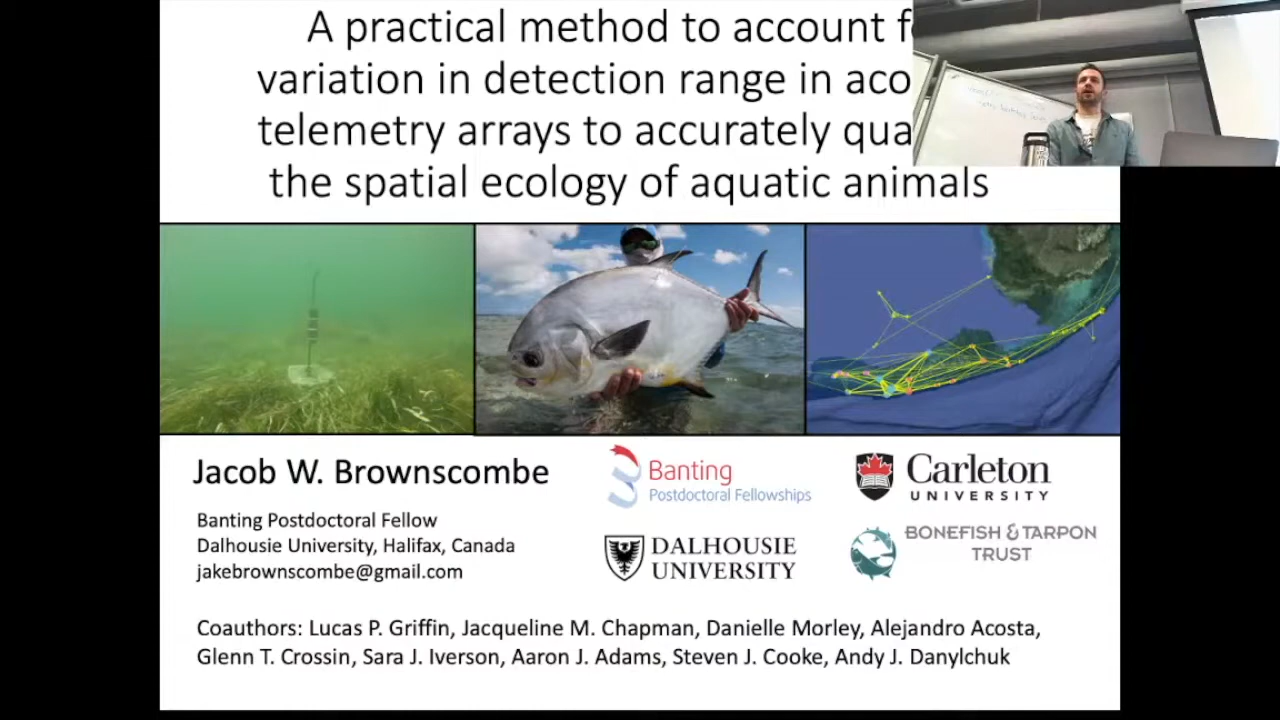 A practical method to account f
variation in detection range in aco
telemetry arrays to accurately qua
the spatial ecology of aquatic animals
Jacob W. Brownscombe
Banting Postdoctoral Fellow
Dalhousie University, Halifax, Canada
jakebrownscombe@gmail.com
Banting
Postdoctoral Fellowships
Carleton
UNIVERSITY
DALHOUSIE
UNIVERSITY
BONEFISH & TARPON
TRUST
Coauthors: Lucas P. Griffin, Jacqueline M. Chapman, Danielle Morley, Alejandro Acosta,
Glenn T. Crossin, Sara J. Iverson, Aaron J. Adams, Steven J. Cooke, Andy J. Danylchuk